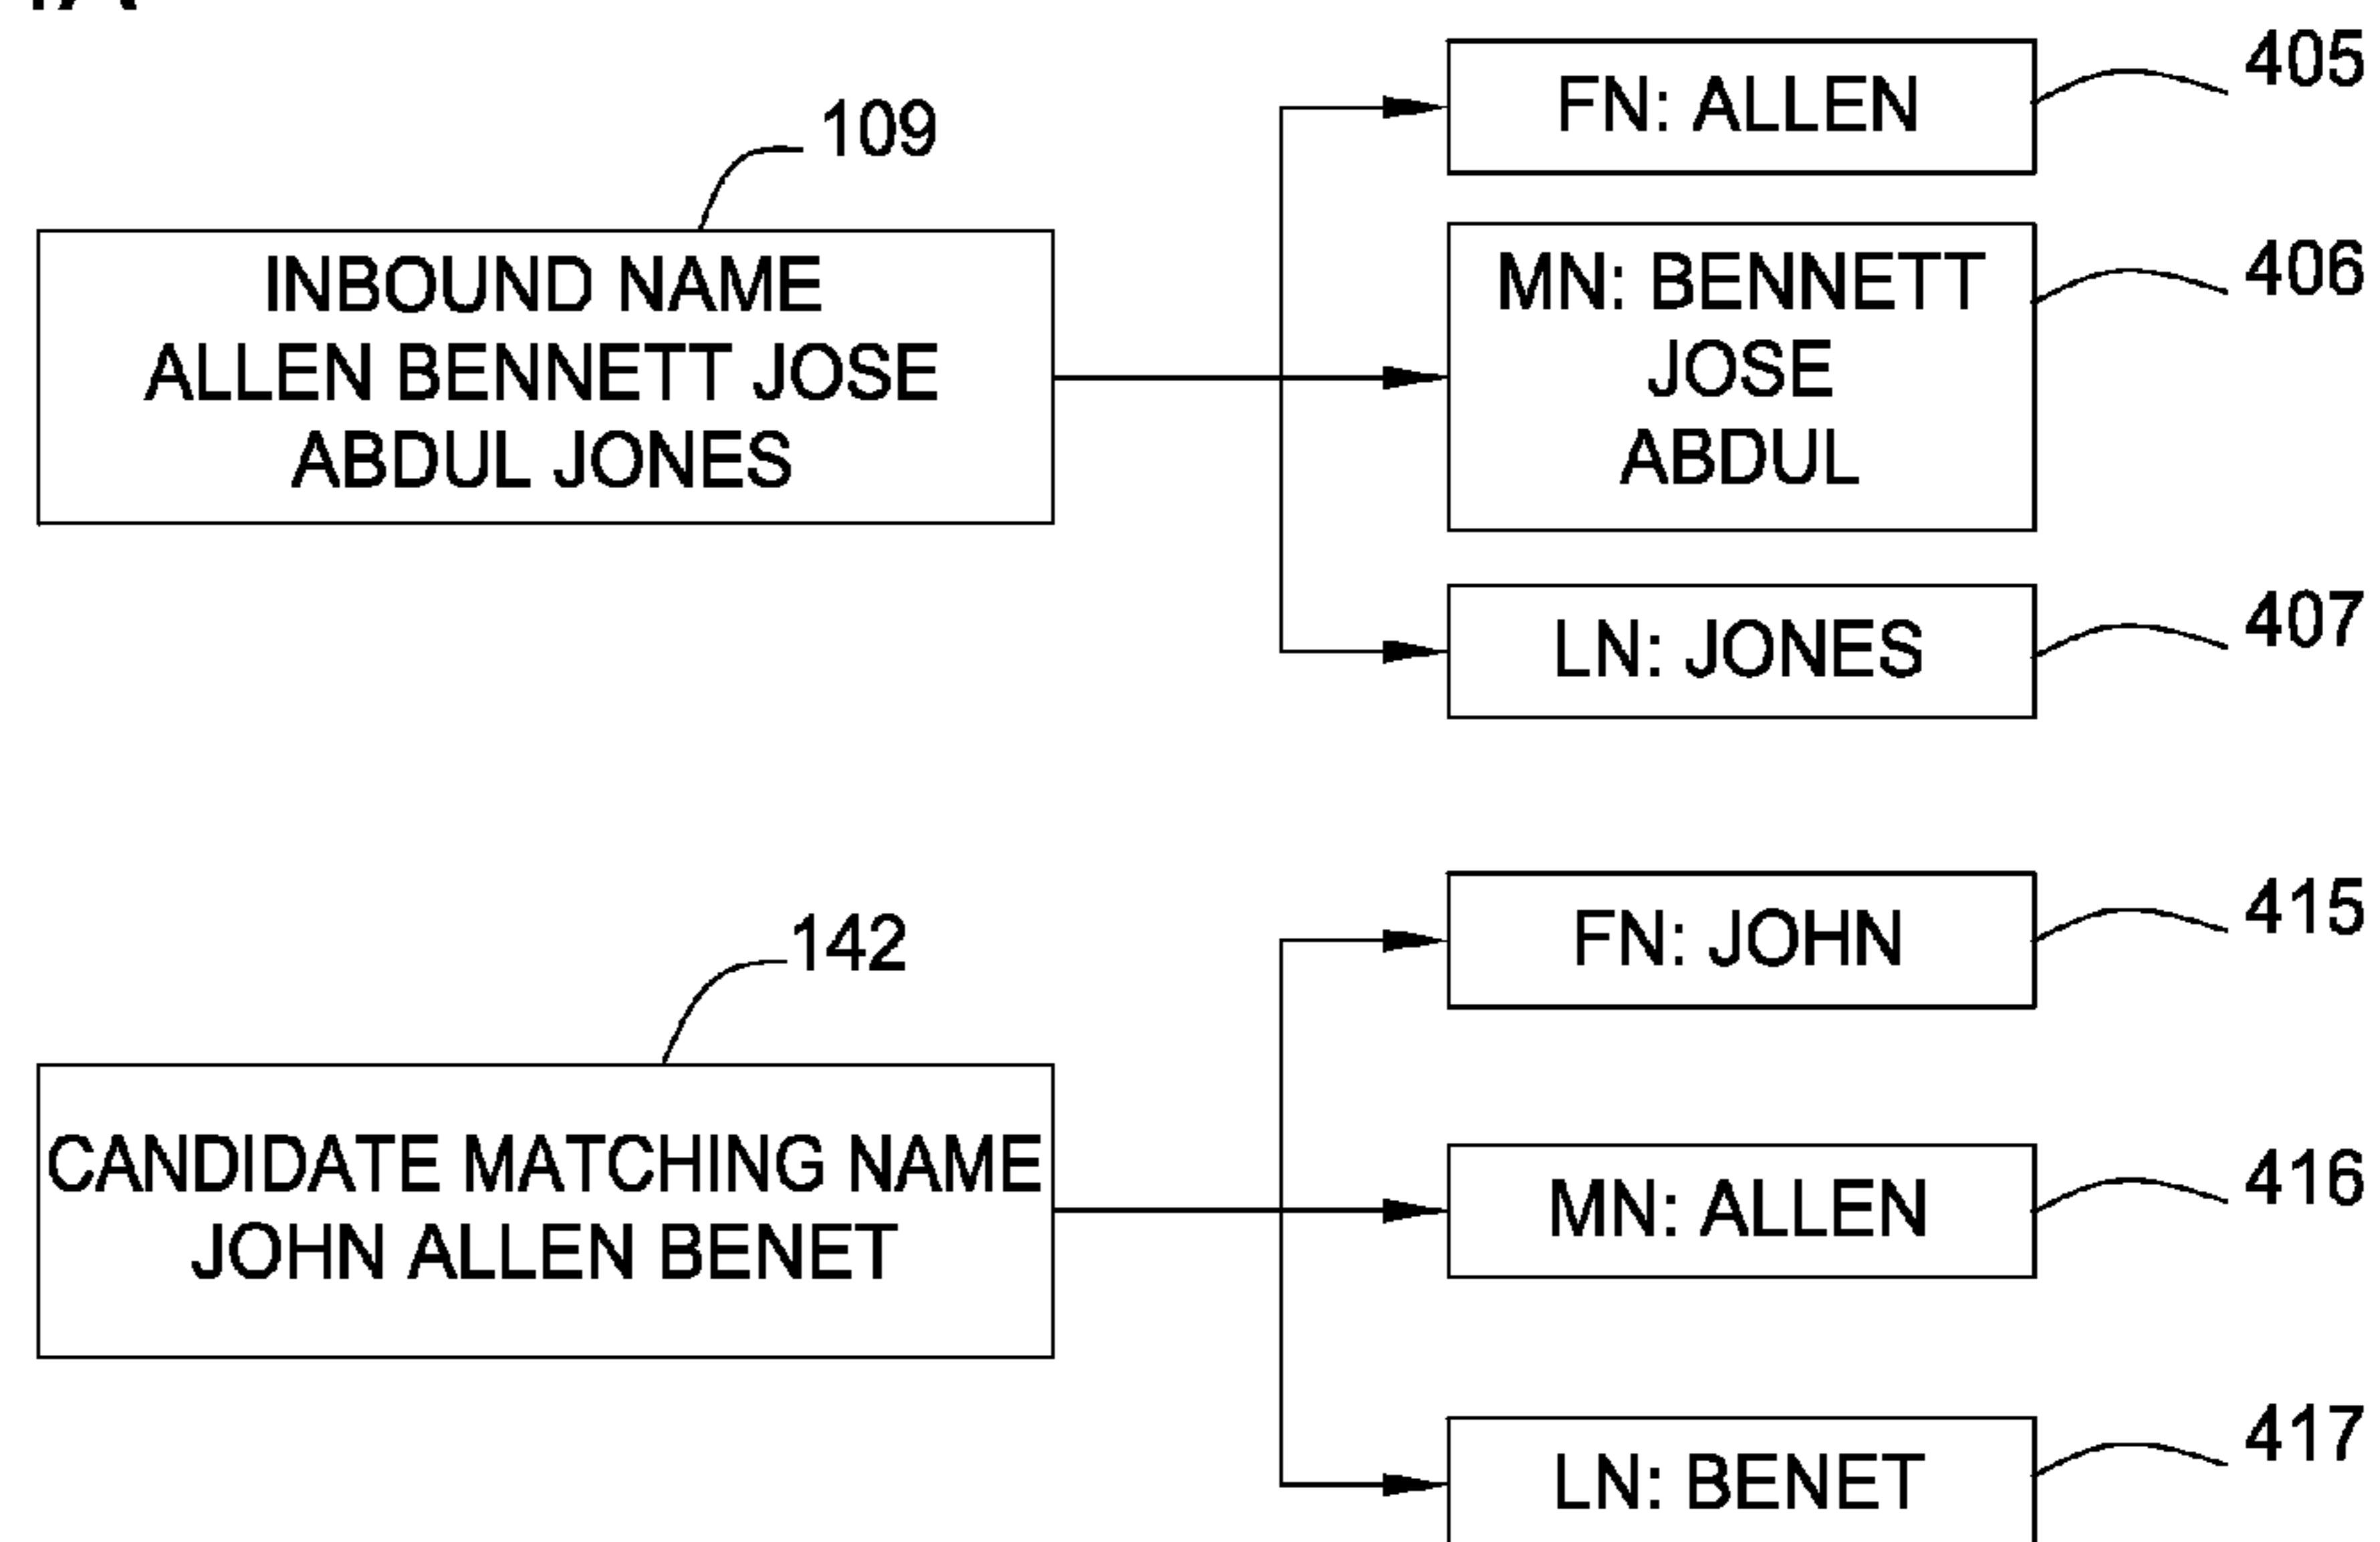 109
INBOUND NAME
ALLEN BENNETT JOSE
ABDUL JONES
FN: ALLEN
405
MN: BENNETT
JOSE
ABDUL
406
LN: JONES
407
142
CANDIDATE MATCHING NAME
JOHN ALLEN BENET
FN: JOHN
415
MN: ALLEN
416
LN: BENET
417